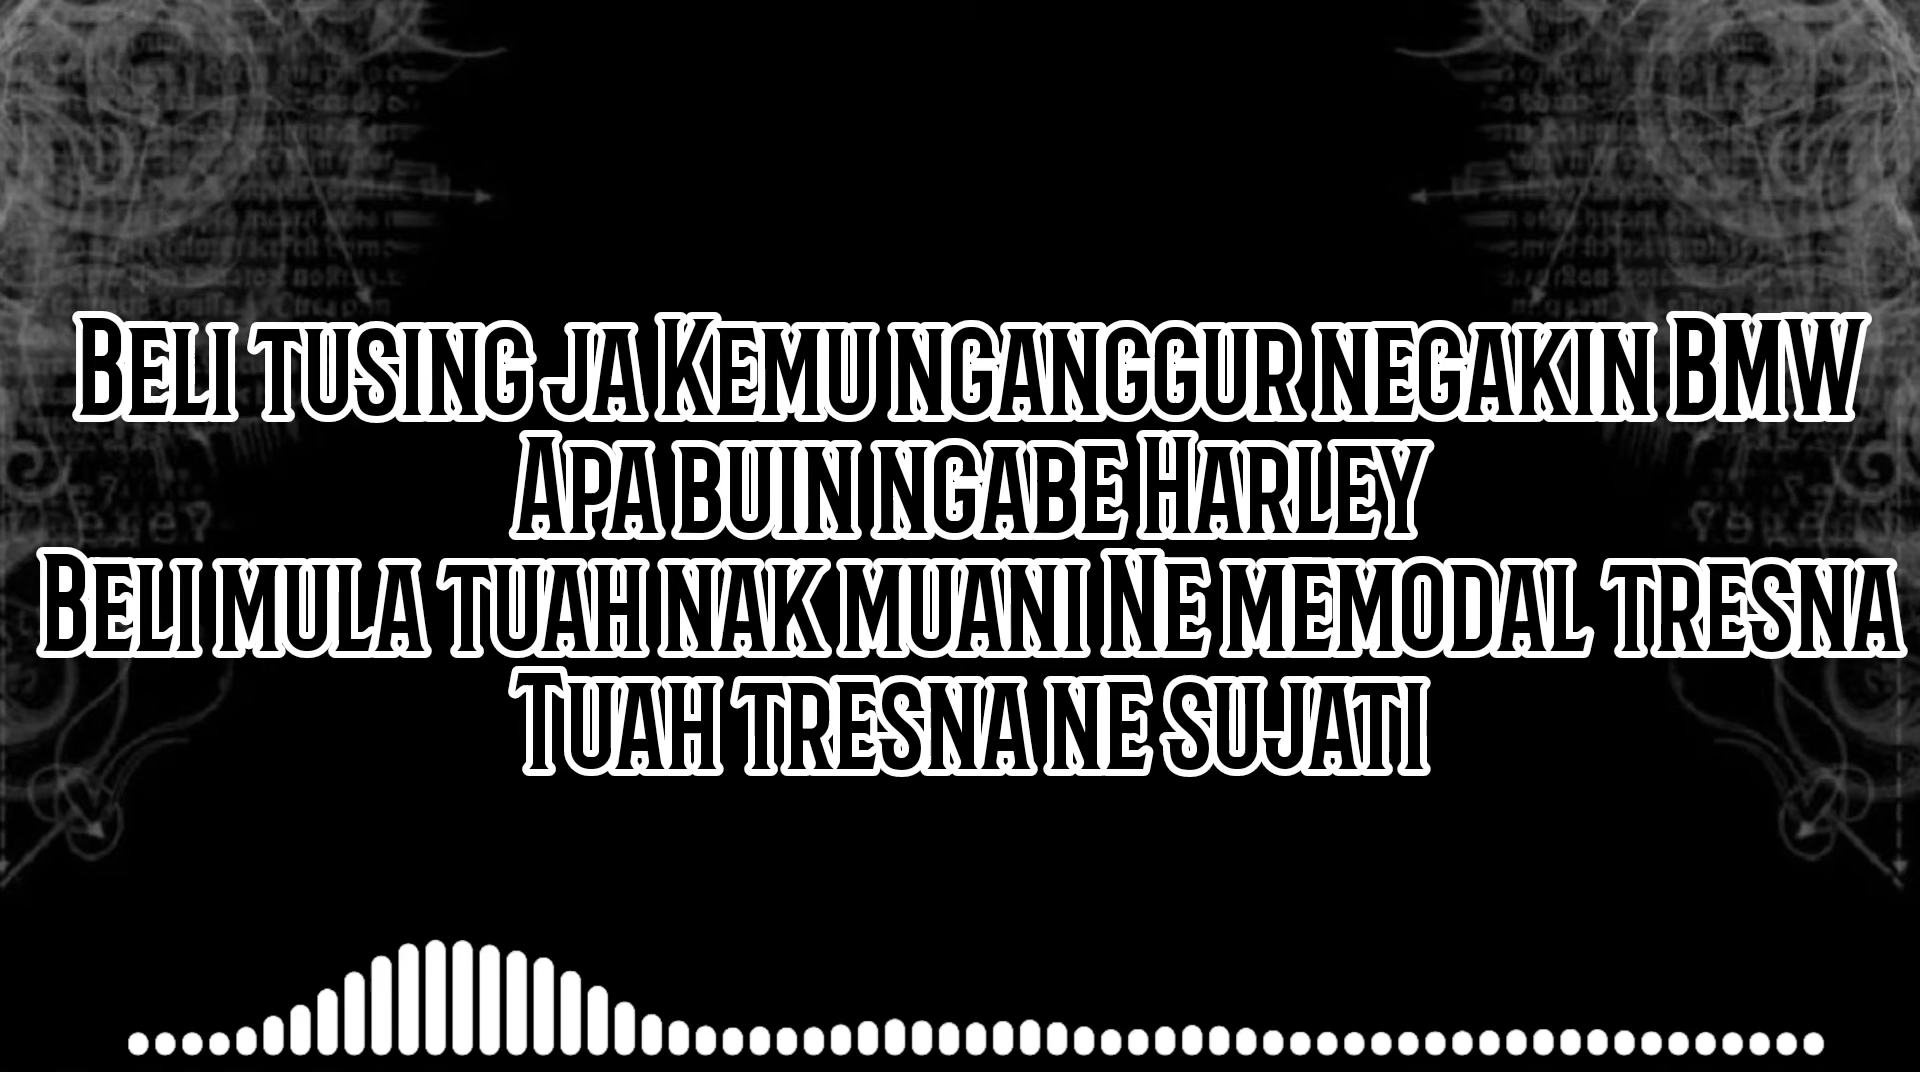 Beli tusing ja Kemu nganggur negakin BMW
Apa buin ngabe Harley
Beli mula tuah nak muani Ne memodal tresna
Tuah tresna ne sujati